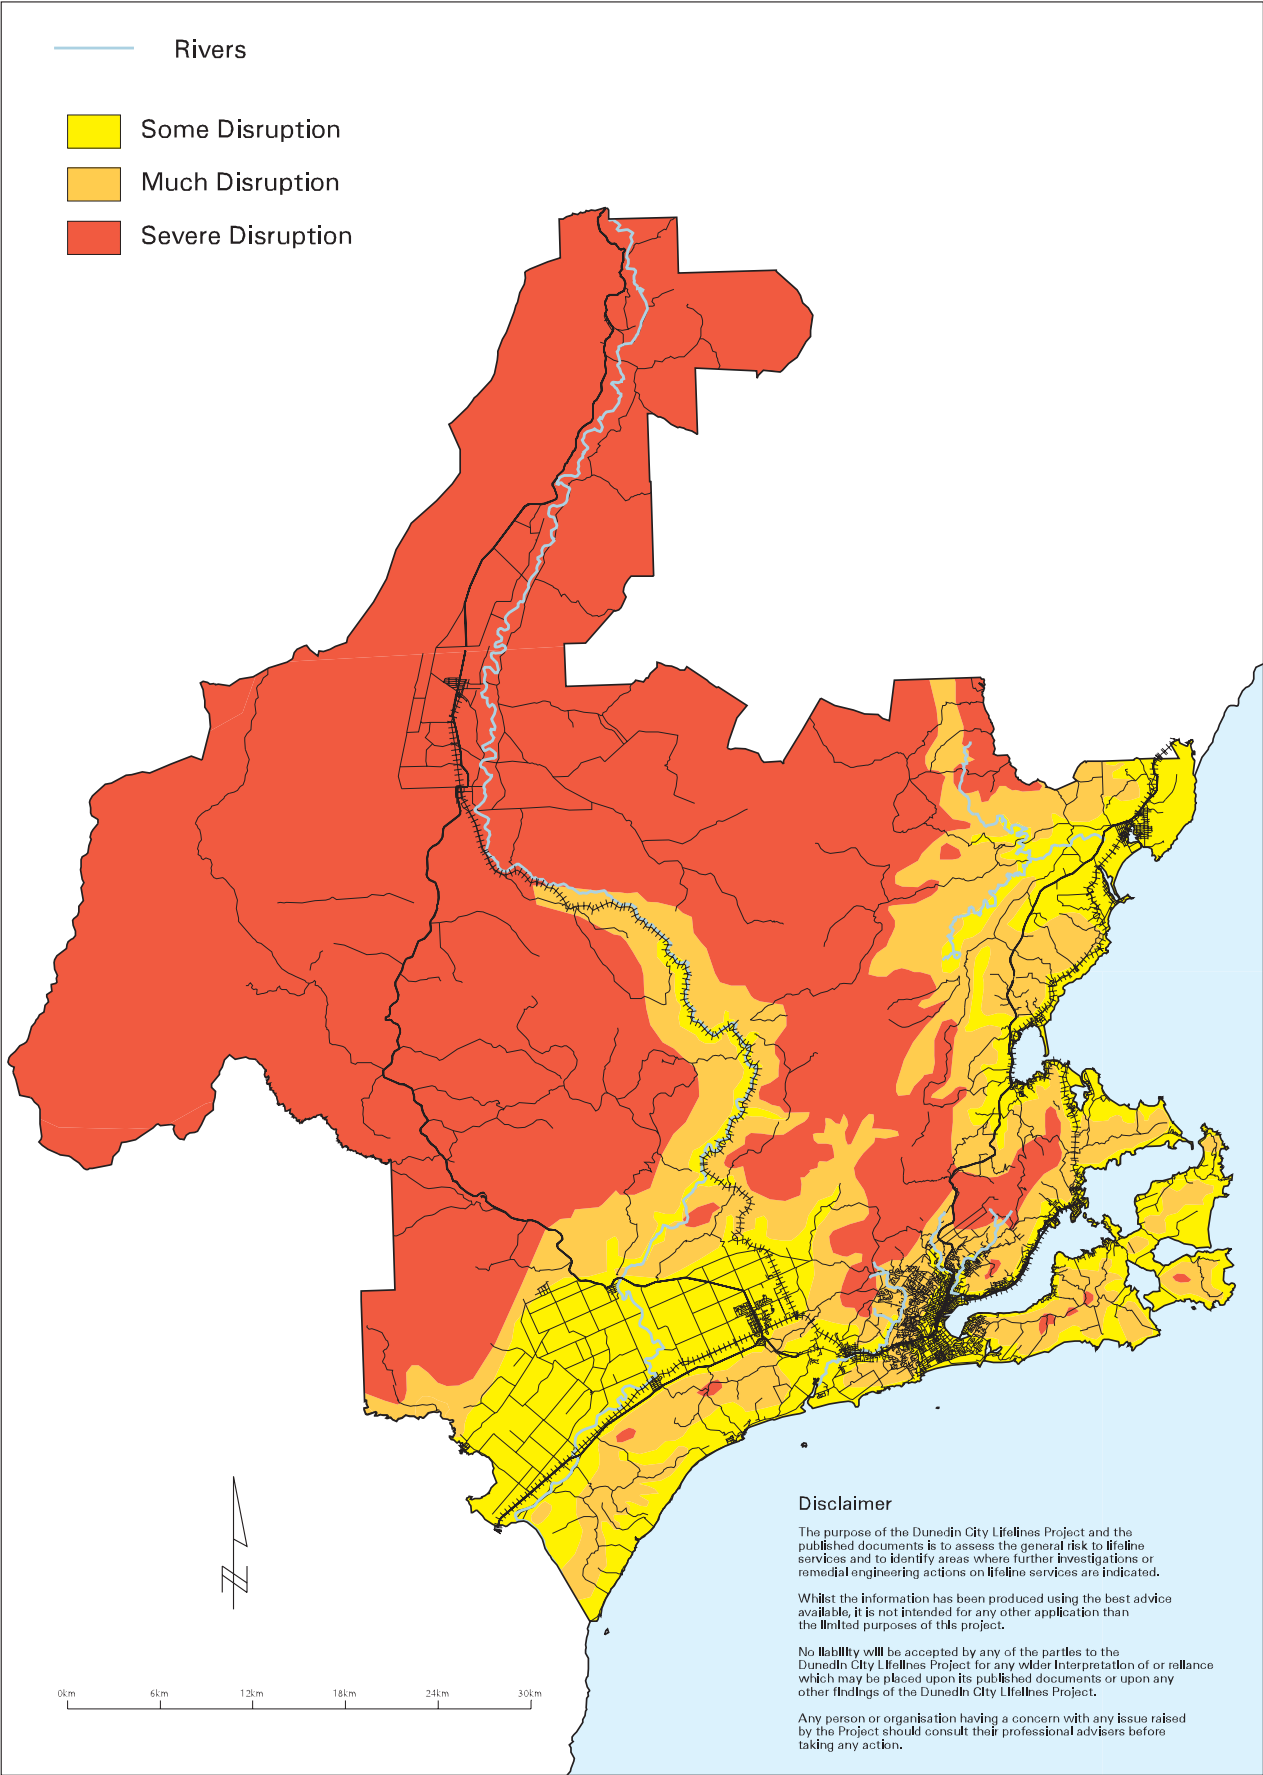 Rivers
Some Disruption
Much Disruption
Severe Disruption
Disclaimer
The purpose of the Dunedin City Lifelines Project and the
published documents is to assess the general risk to lifeline
services and to identify areas where further investigations or
remedial engineering actions on lifeline services are indicated.
Whilst the information has been produced using the best advice
available, it is not intended for any other application than
the limited purposes of this project.
No liability will be accepted by any of the parties to the
Dunedin City Lifelines Project for any wider interpretation of or reliance
which may be placed upon its published documents or upon any
other findings of the Dunedin City Lifelines Project.
Any person or organisation having a concern with any issue raised
by the Project should consult their professional advisers before
taking any action.
N
0km 6km 12km 18km 24km 30km